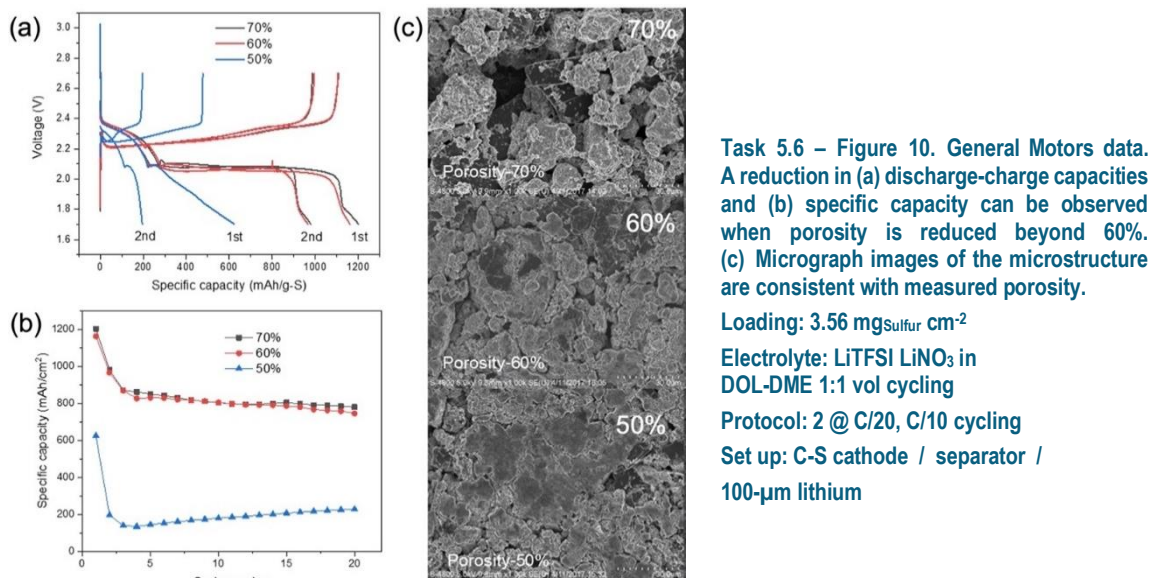 (a)
3.0
2.8
2.6
2.4
2.2
2.0
1.8
1.6
Voltage (V)
70%
60%
50%
2nd
1st
2nd
1st
0
200
400
600
800
1000
1200
Specific capacity (mAh/g-S)
(b)
1200
1000
800
600
400
200
0
Specific capacity (mAh/cm²)
70%
60%
50%
0
5
10
15
20
(c)
70%
Porosity-70%
60%
Porosity-60%
50%
Porosity-50%
Task 5.6 – Figure 10. General Motors data.
A reduction in (a) discharge-charge capacities
and (b) specific capacity can be observed
when porosity is reduced beyond 60%.
(c) Micrograph images of the microstructure
are consistent with measured porosity.
Loading: 3.56 mgSulfur cm-2
Electrolyte: LiTFSI LiNO3 in
DOL-DME 1:1 vol cycling
Protocol: 2 @ C/20, C/10 cycling
Set up: C-S cathode / separator /
100-µm lithium